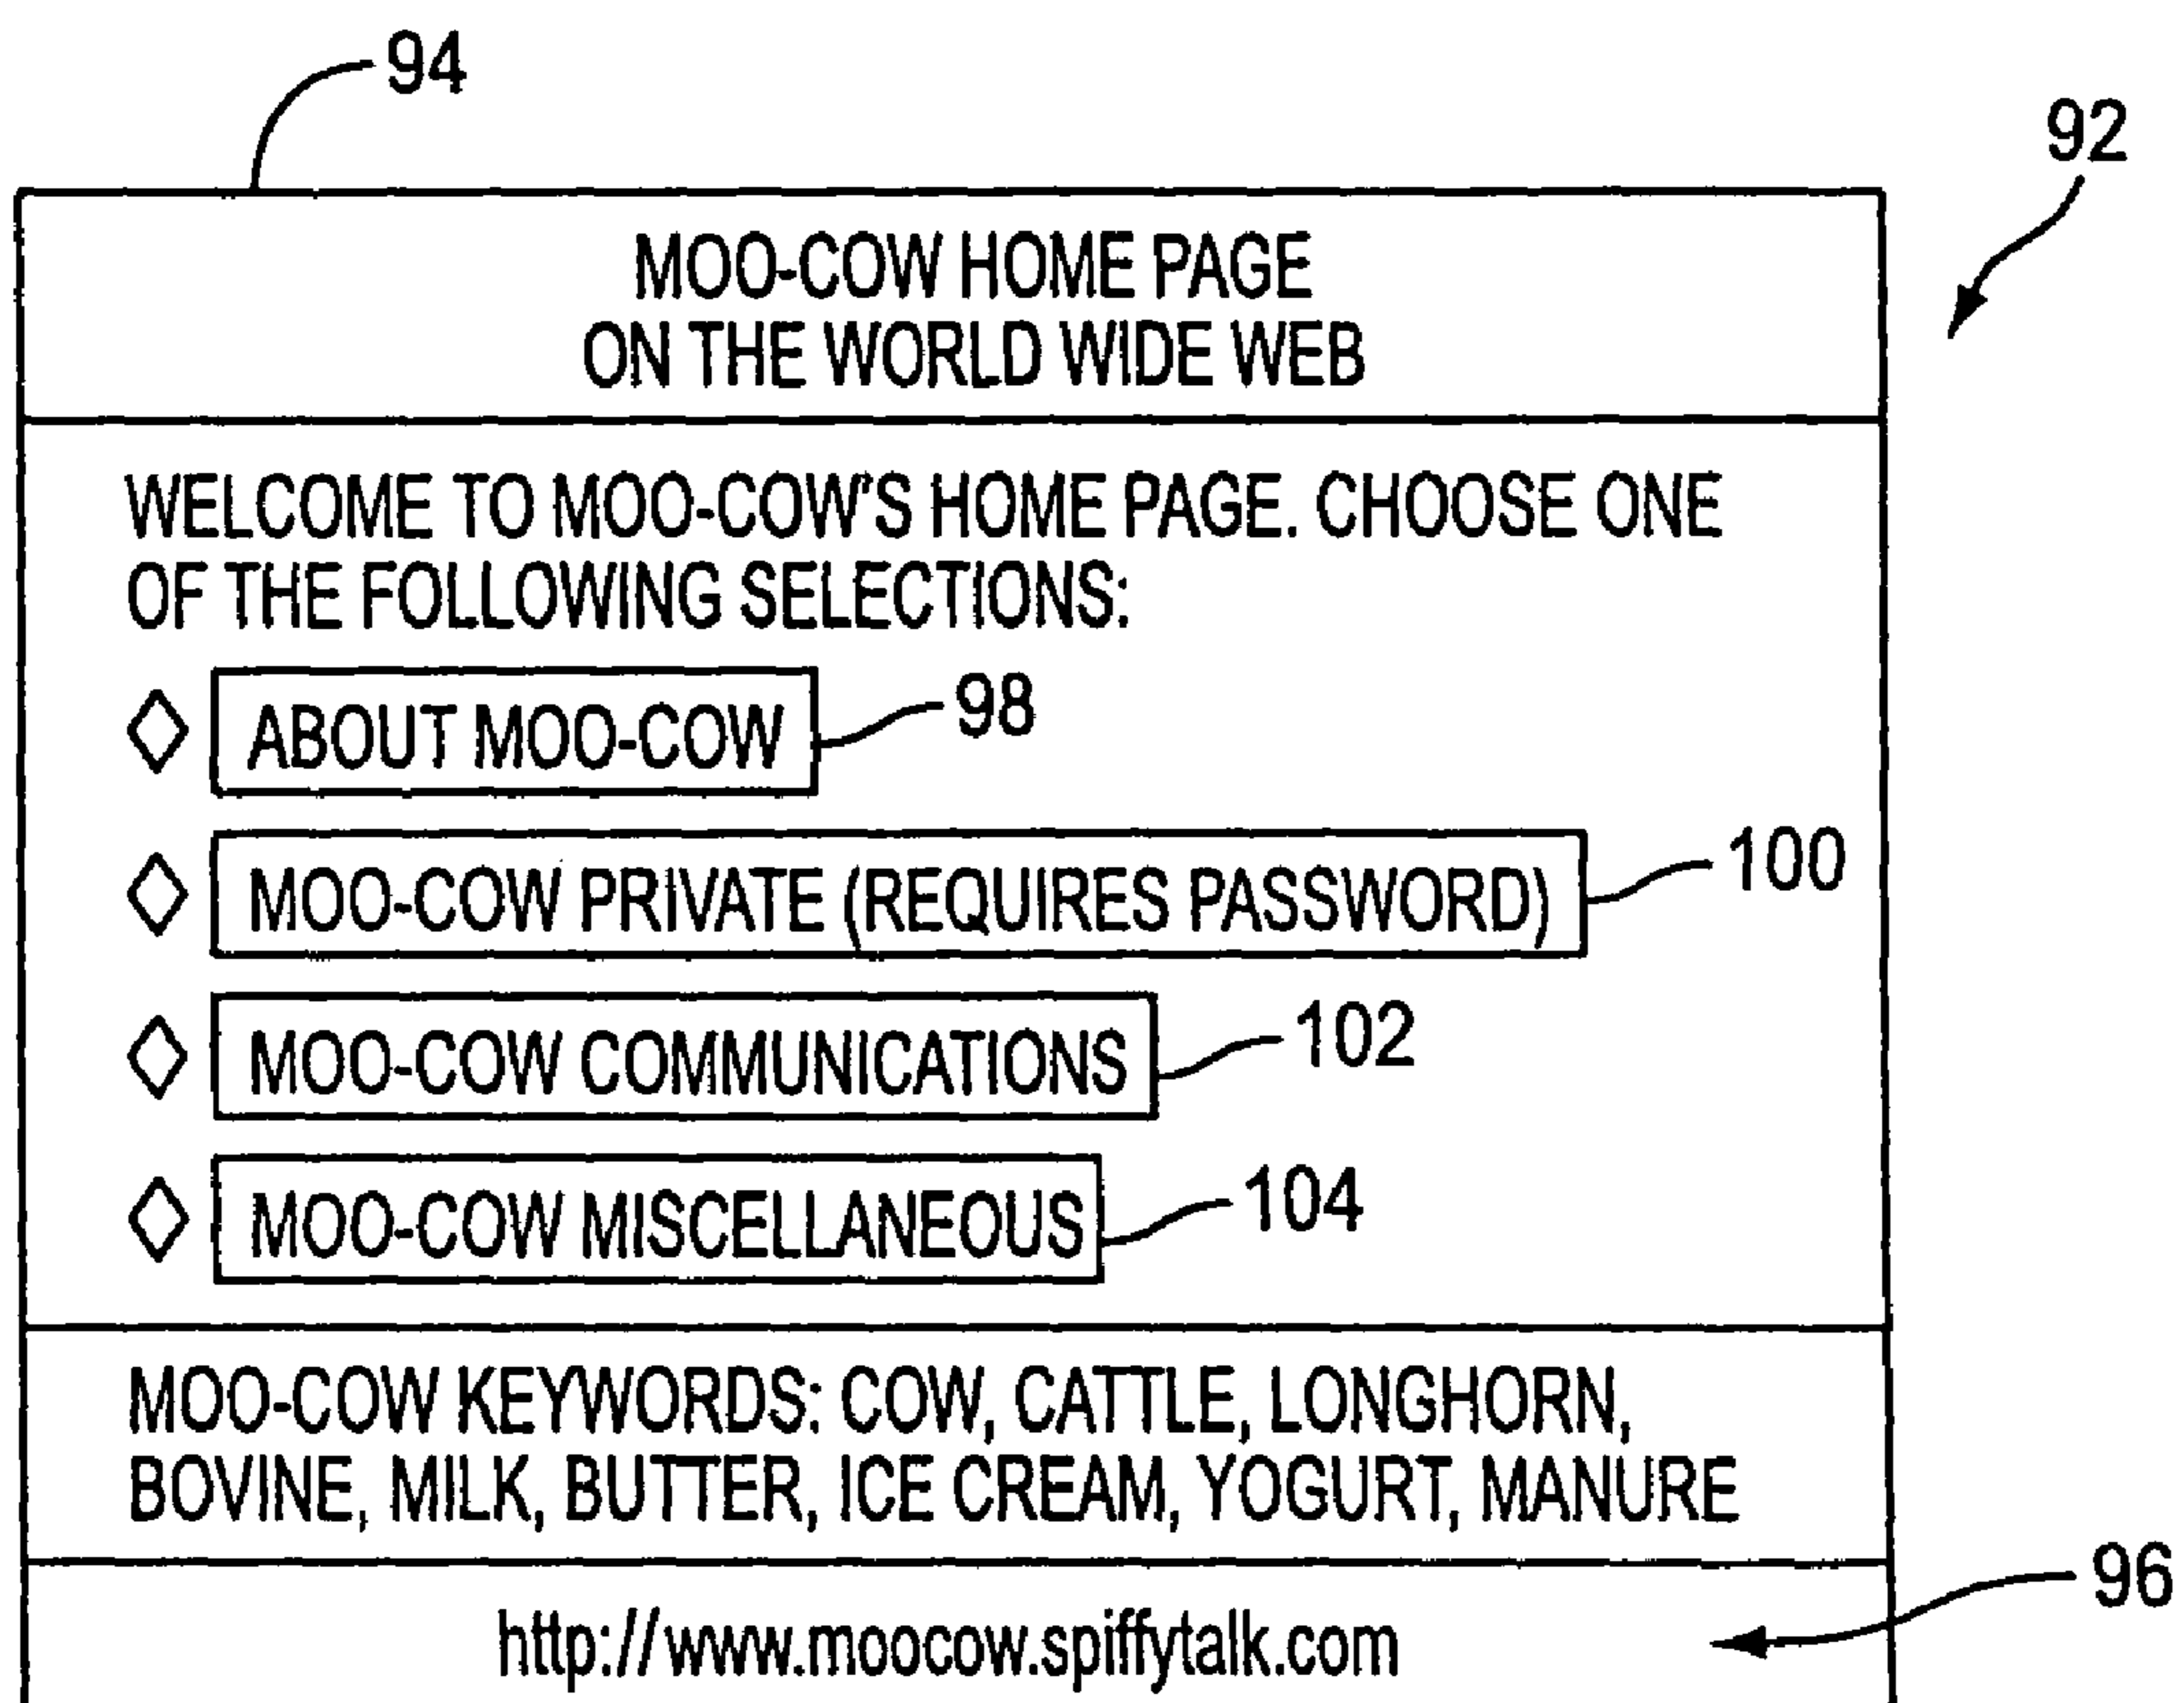 94
92
MOO-COW HOME PAGE
ON THE WORLD WIDE WEB
WELCOME TO MOO-COW'S HOME PAGE. CHOOSE ONE
OF THE FOLLOWING SELECTIONS:
ABOUT MOO-COW
98
MOO-COW PRIVATE (REQUIRES PASSWORD)
100
MOO-COW COMMUNICATIONS
102
MOO-COW MISCELLANEOUS
104
MOO-COW KEYWORDS: COW, CATTLE, LONGHORN,
BOVINE, MILK, BUTTER, ICE CREAM, YOGURT, MANURE
96
http://www.moocow.spiffytalk.com